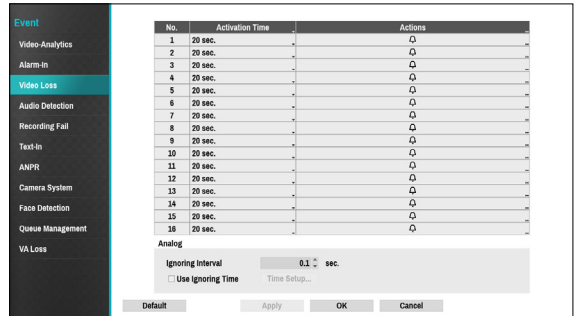 Event
Video-Analytics
Alarm-In
Video Loss
Audio Detection
Recording Fail
Text-In
ANPR
Camera System
Face Detection
Queue Management
VA Loss
No. Activation Time Actions
1 20 sec.
2 20 sec.
3 20 sec.
4 20 sec.
5 20 sec.
6 20 sec.
7 20 sec.
8 20 sec.
9 20 sec.
10 20 sec.
11 20 sec.
12 20 sec.
13 20 sec.
14 20 sec.
15 20 sec.
16 20 sec.
Analog
Ignoring Interval 0.1 sec.
Use Ignoring Time Time Setup...
Default Apply OK Cancel